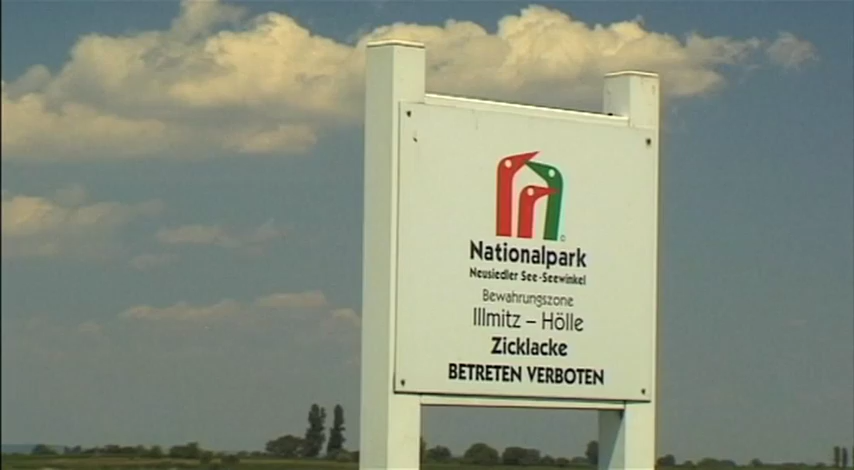 Nationalpark
Neusiedler See-Seewinkel
Bewahrungszone
Illmitz – Hölle
Zicklacke
BETRETEN VERBOTEN